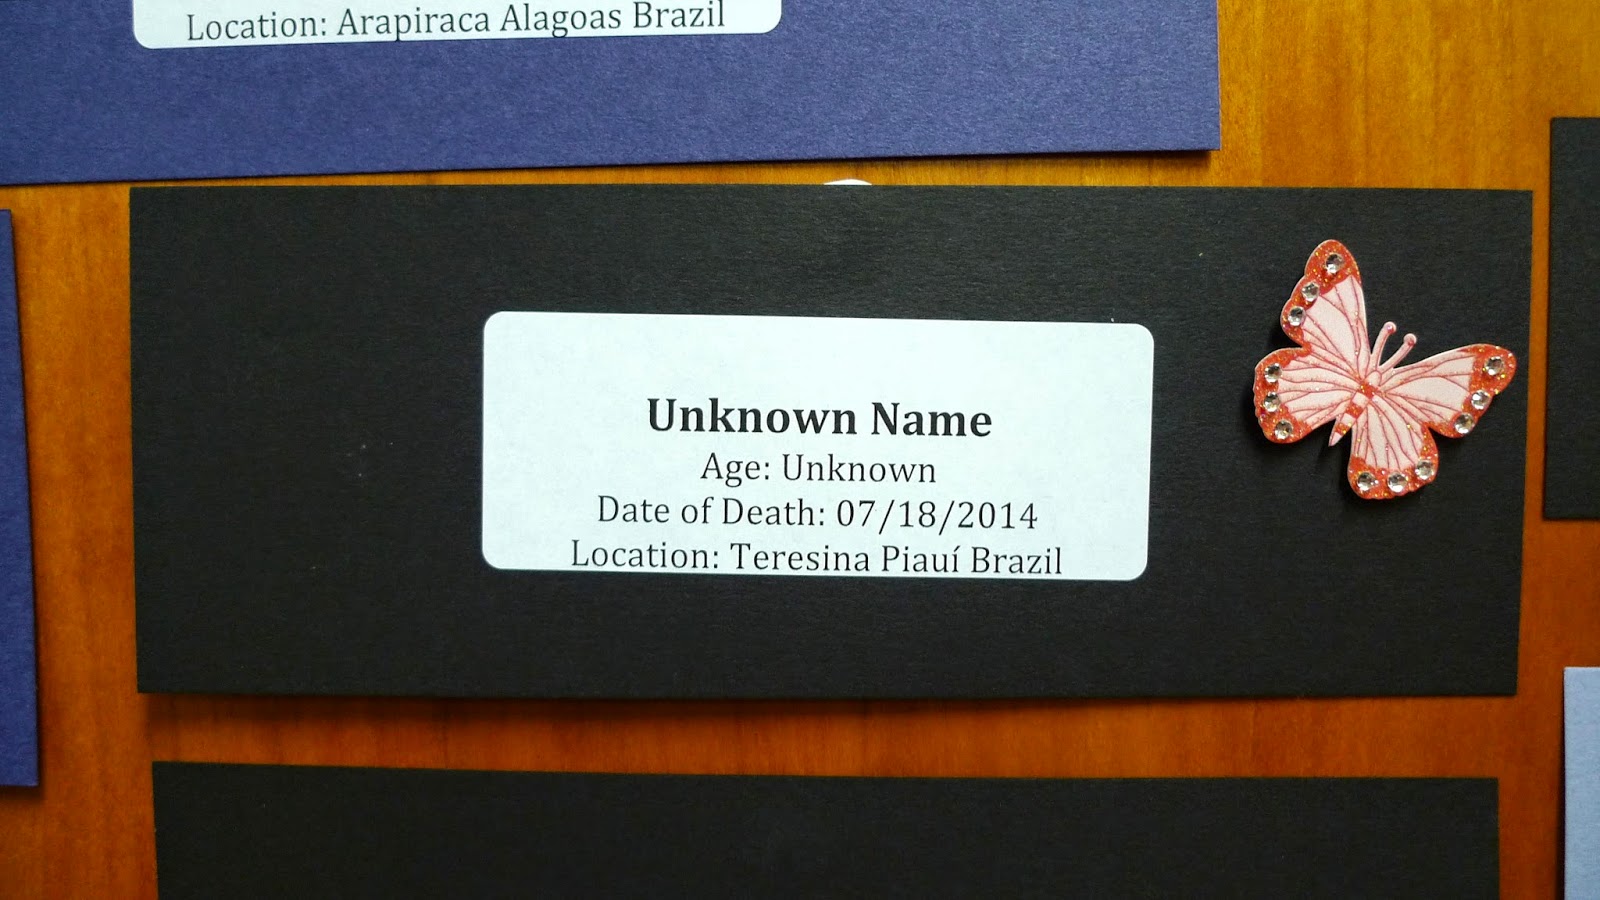 Location: Arapiraca Alagoas Brazil
Unknown Name
Age: Unknown
Date of Death: 07/18/2014
Location: Teresina Piauí Brazil